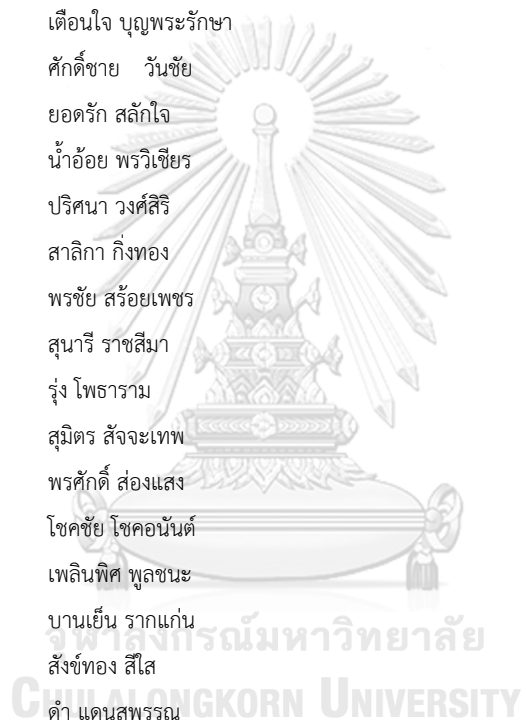 เตือนใจ บุญพระรักษา
ศักดิ์ชาย วันชัย
ยอดรัก สลักใจ
น้ำอ้อย พรวิเชียร
ปริศนา วงศ์สิริ
สาลิกา กิ่งทอง
พรชัย สร้อยเพชร
สุนารี ราชสีมา
รุ่ง โพธาราม
สุมิตร สัจจะเทพ
พรศักดิ์ ส่องแสง
โชคชัย โชคอนันต์
เพลินพิศ พูลชนะ
บานเย็น รากแก่น
จุฬาลงกรณ์มหาวิทยาลัย
สังข์ทอง สีใส
CHULALONGKORN UNIVERSITY
ดำ แดนสุพรรณ